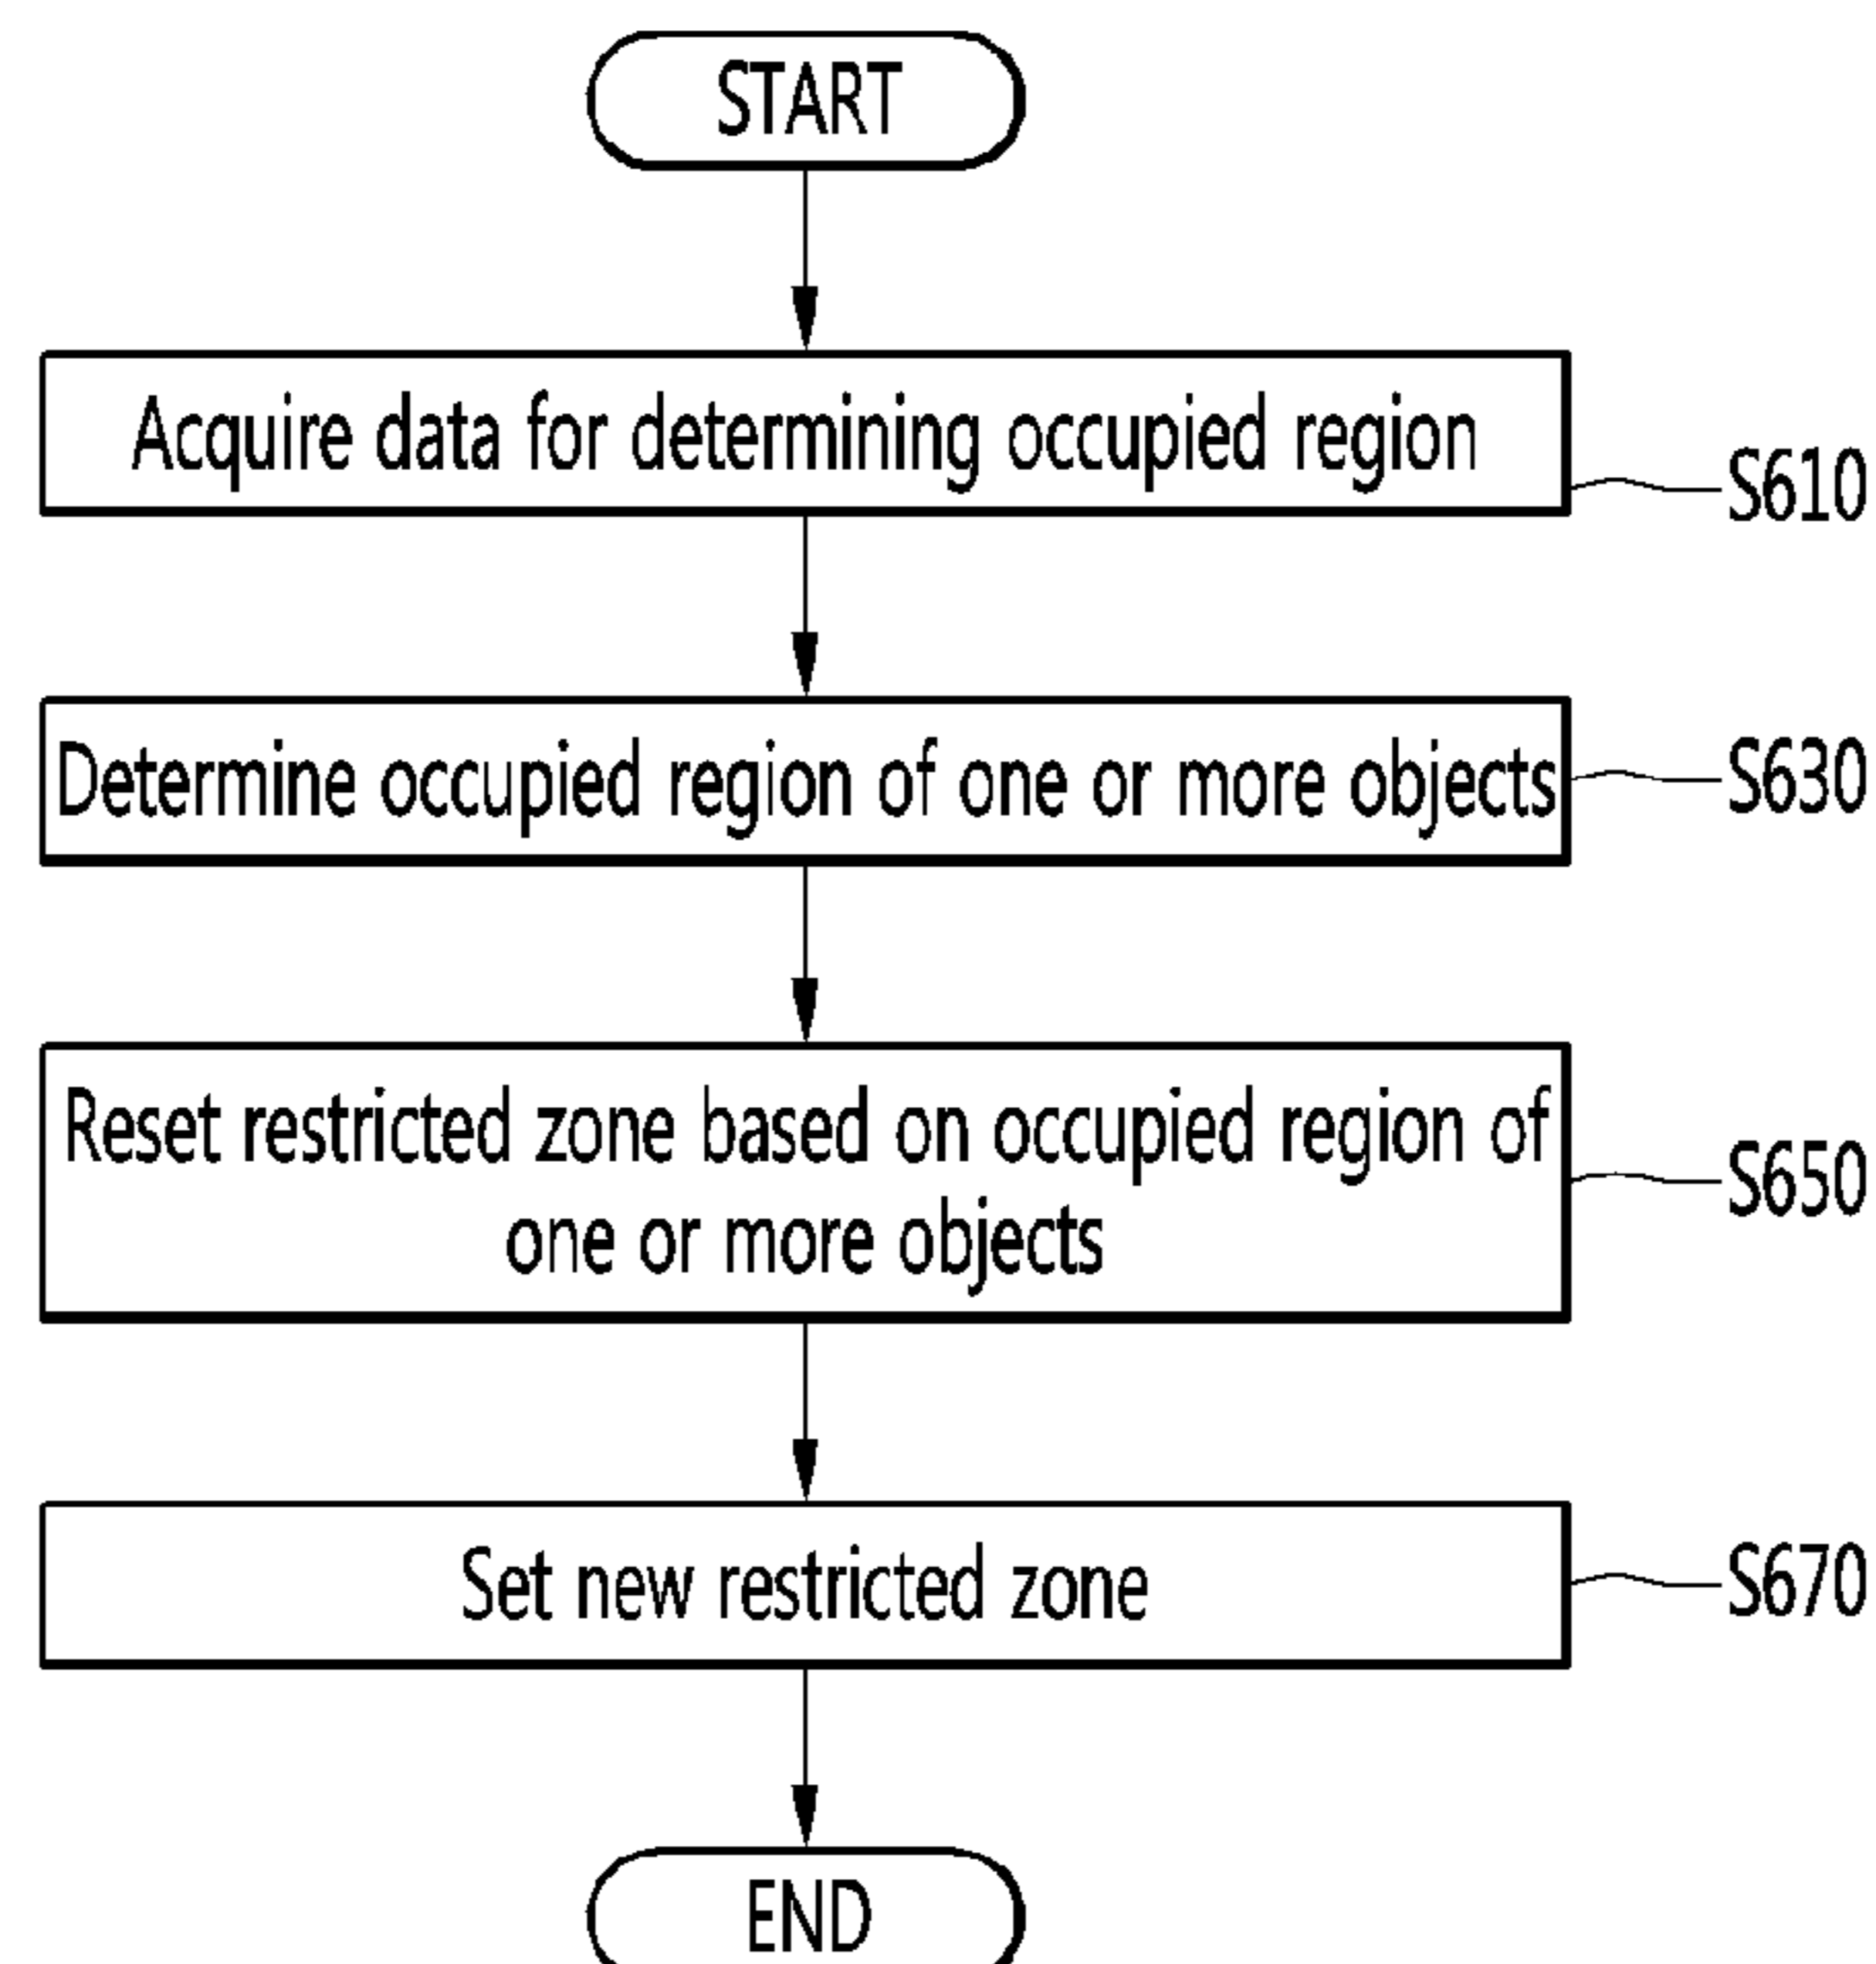 START
Acquire data for determining occupied region
S610
Determine occupied region of one or more objects
S630
Reset restricted zone based on occupied region of
one or more objects
S650
Set new restricted zone
S670
END